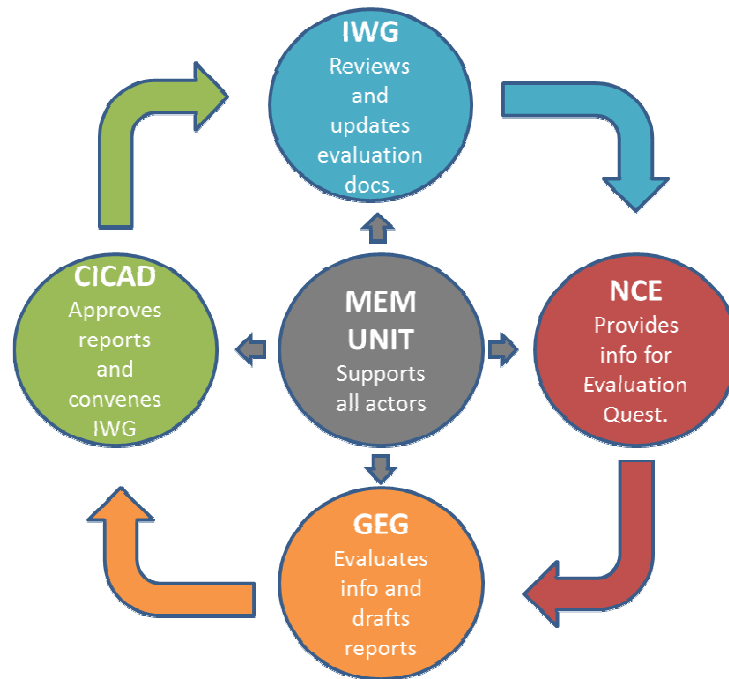 IWG
Reviews
and
updates
evaluation
docs.
CICAD
Approves
reports
and
convenes
IWG
MEM
UNIT
Supports
all actors
NCE
Provides
info for
Evaluation
Quest.
GEG
Evaluates
info and
drafts
reports